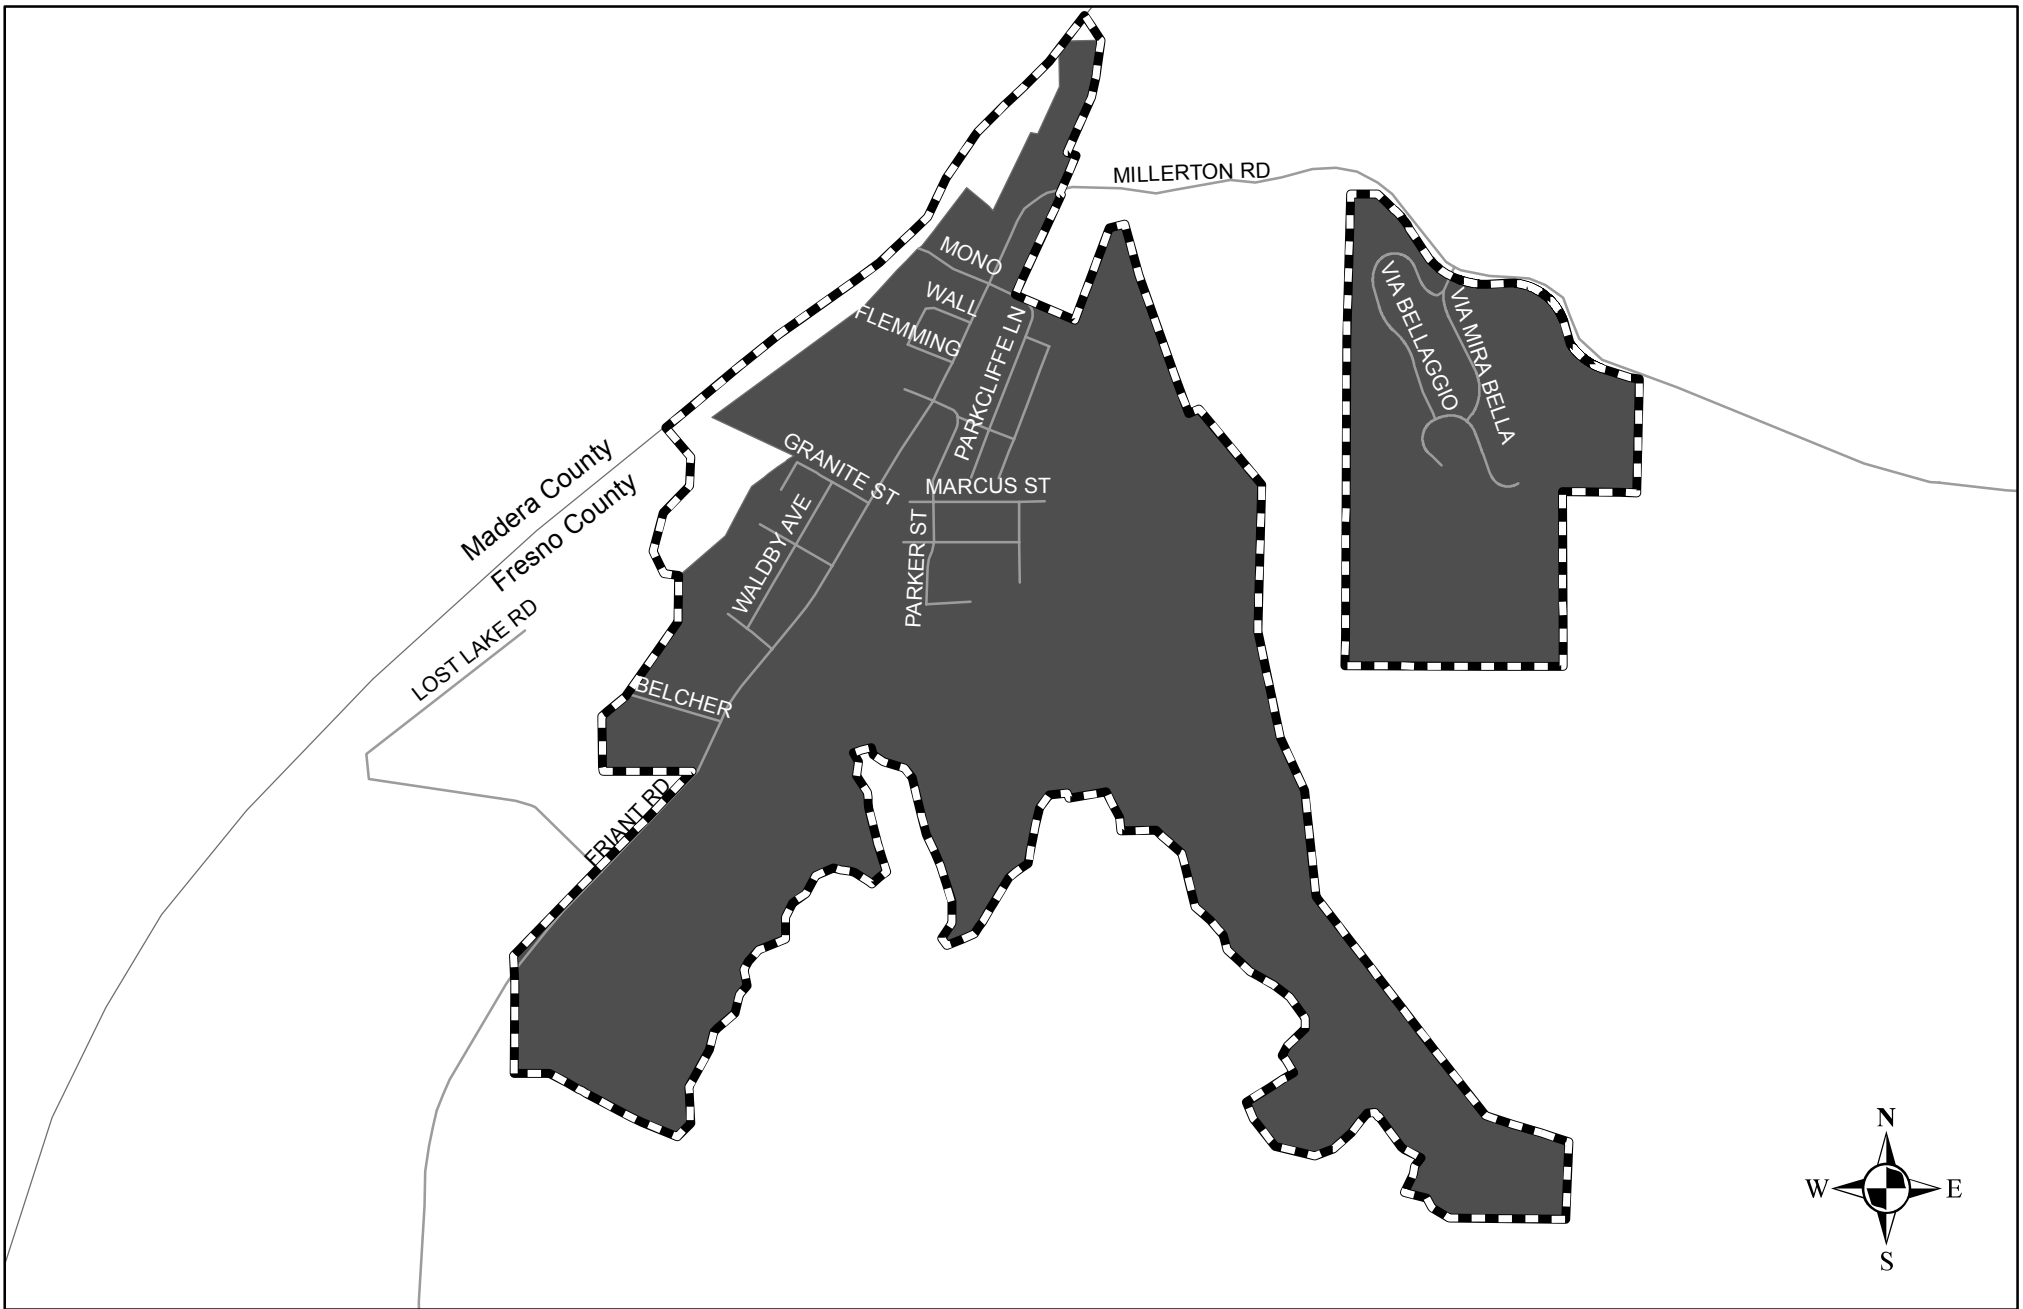 MILLERTON RD
MONO
WALL
FLEMMING
PARKCLIFFE LN
VIA BELLAGGIO
VIA MIRA BELLA
GRANITE ST
MARCUS ST
WALDBY AVE
PARKER ST
Madera County
Fresno County
LOST LAKE RD
BELCHER
FRIANT RD
N
W
E
S